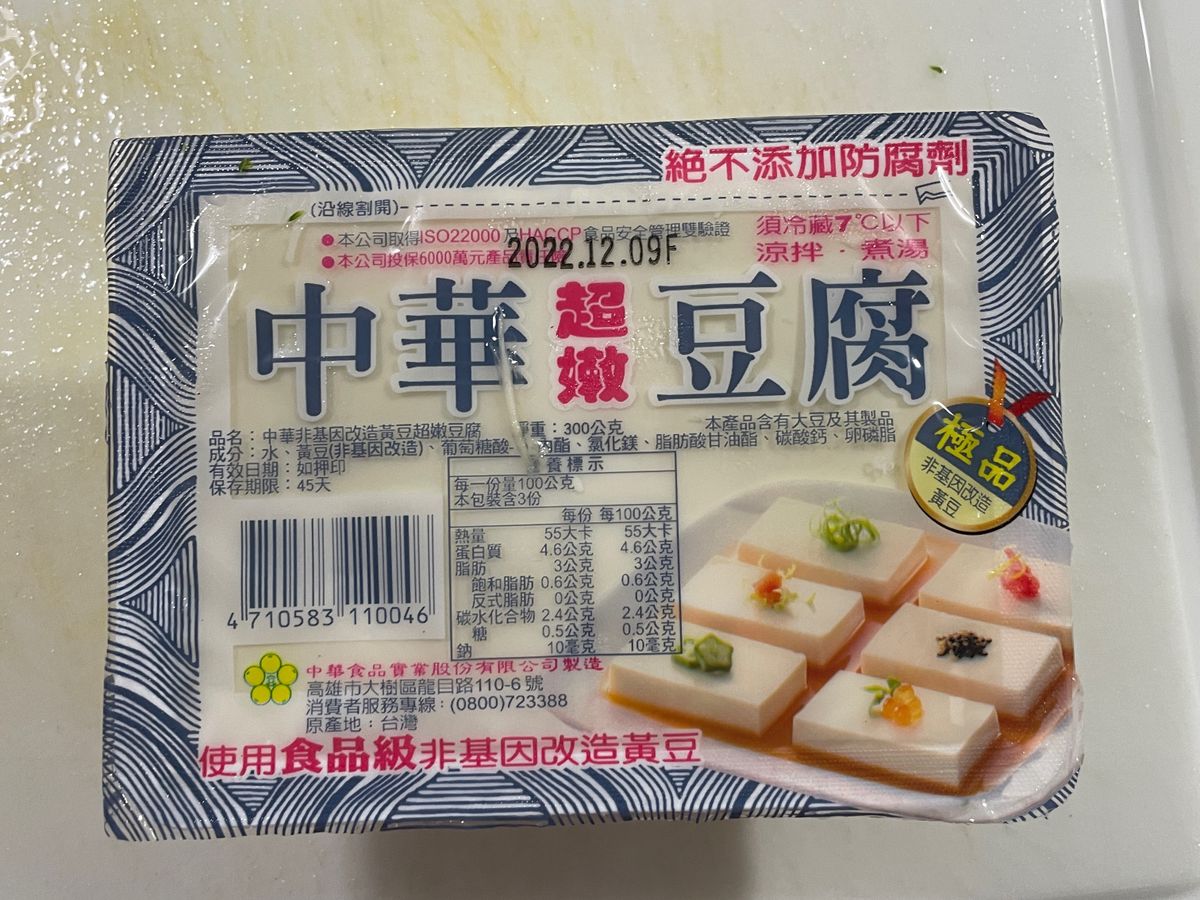 絶不添加防腐劑
(沿線割開)
●本公司取得ISO22000及HACCP食品安全管理雙驗證
●本公司投保6000萬元產品
2022.12.09F
須冷藏7℃以下
涼拌・煮湯
中華超嫩豆腐
品名：中華非基因改造黃豆超嫩豆腐 重：300公克 本產品含有大豆及其製品
成分：水、黃豆(非基因改造)、葡萄糖酸- 內酯、氯化鎂、脂肪酸甘油酯、碳酸鈣、卵磷脂
有效日期：如押印
保存期限：45天
極品
非基因改造
黃豆
養標示
每一份量100公克
本包裝含3份
每份 每100公克
熱量 55大卡 55大卡
蛋白質 4.6公克 4.6公克
脂肪 3公克 3公克
飽和脂肪 0.6公克 0.6公克
反式脂肪 0公克 0公克
碳水化合物 2.4公克 2.4公克
糖 0.5公克 0.5公克
鈉 10毫克 10毫克
4 710583 110046
中華食品實業股份有限公司製造
高雄市大樹區龍目路110-6號
消費者服務專線：(0800)723388
原產地：台灣
使用食品級非基因改造黃豆